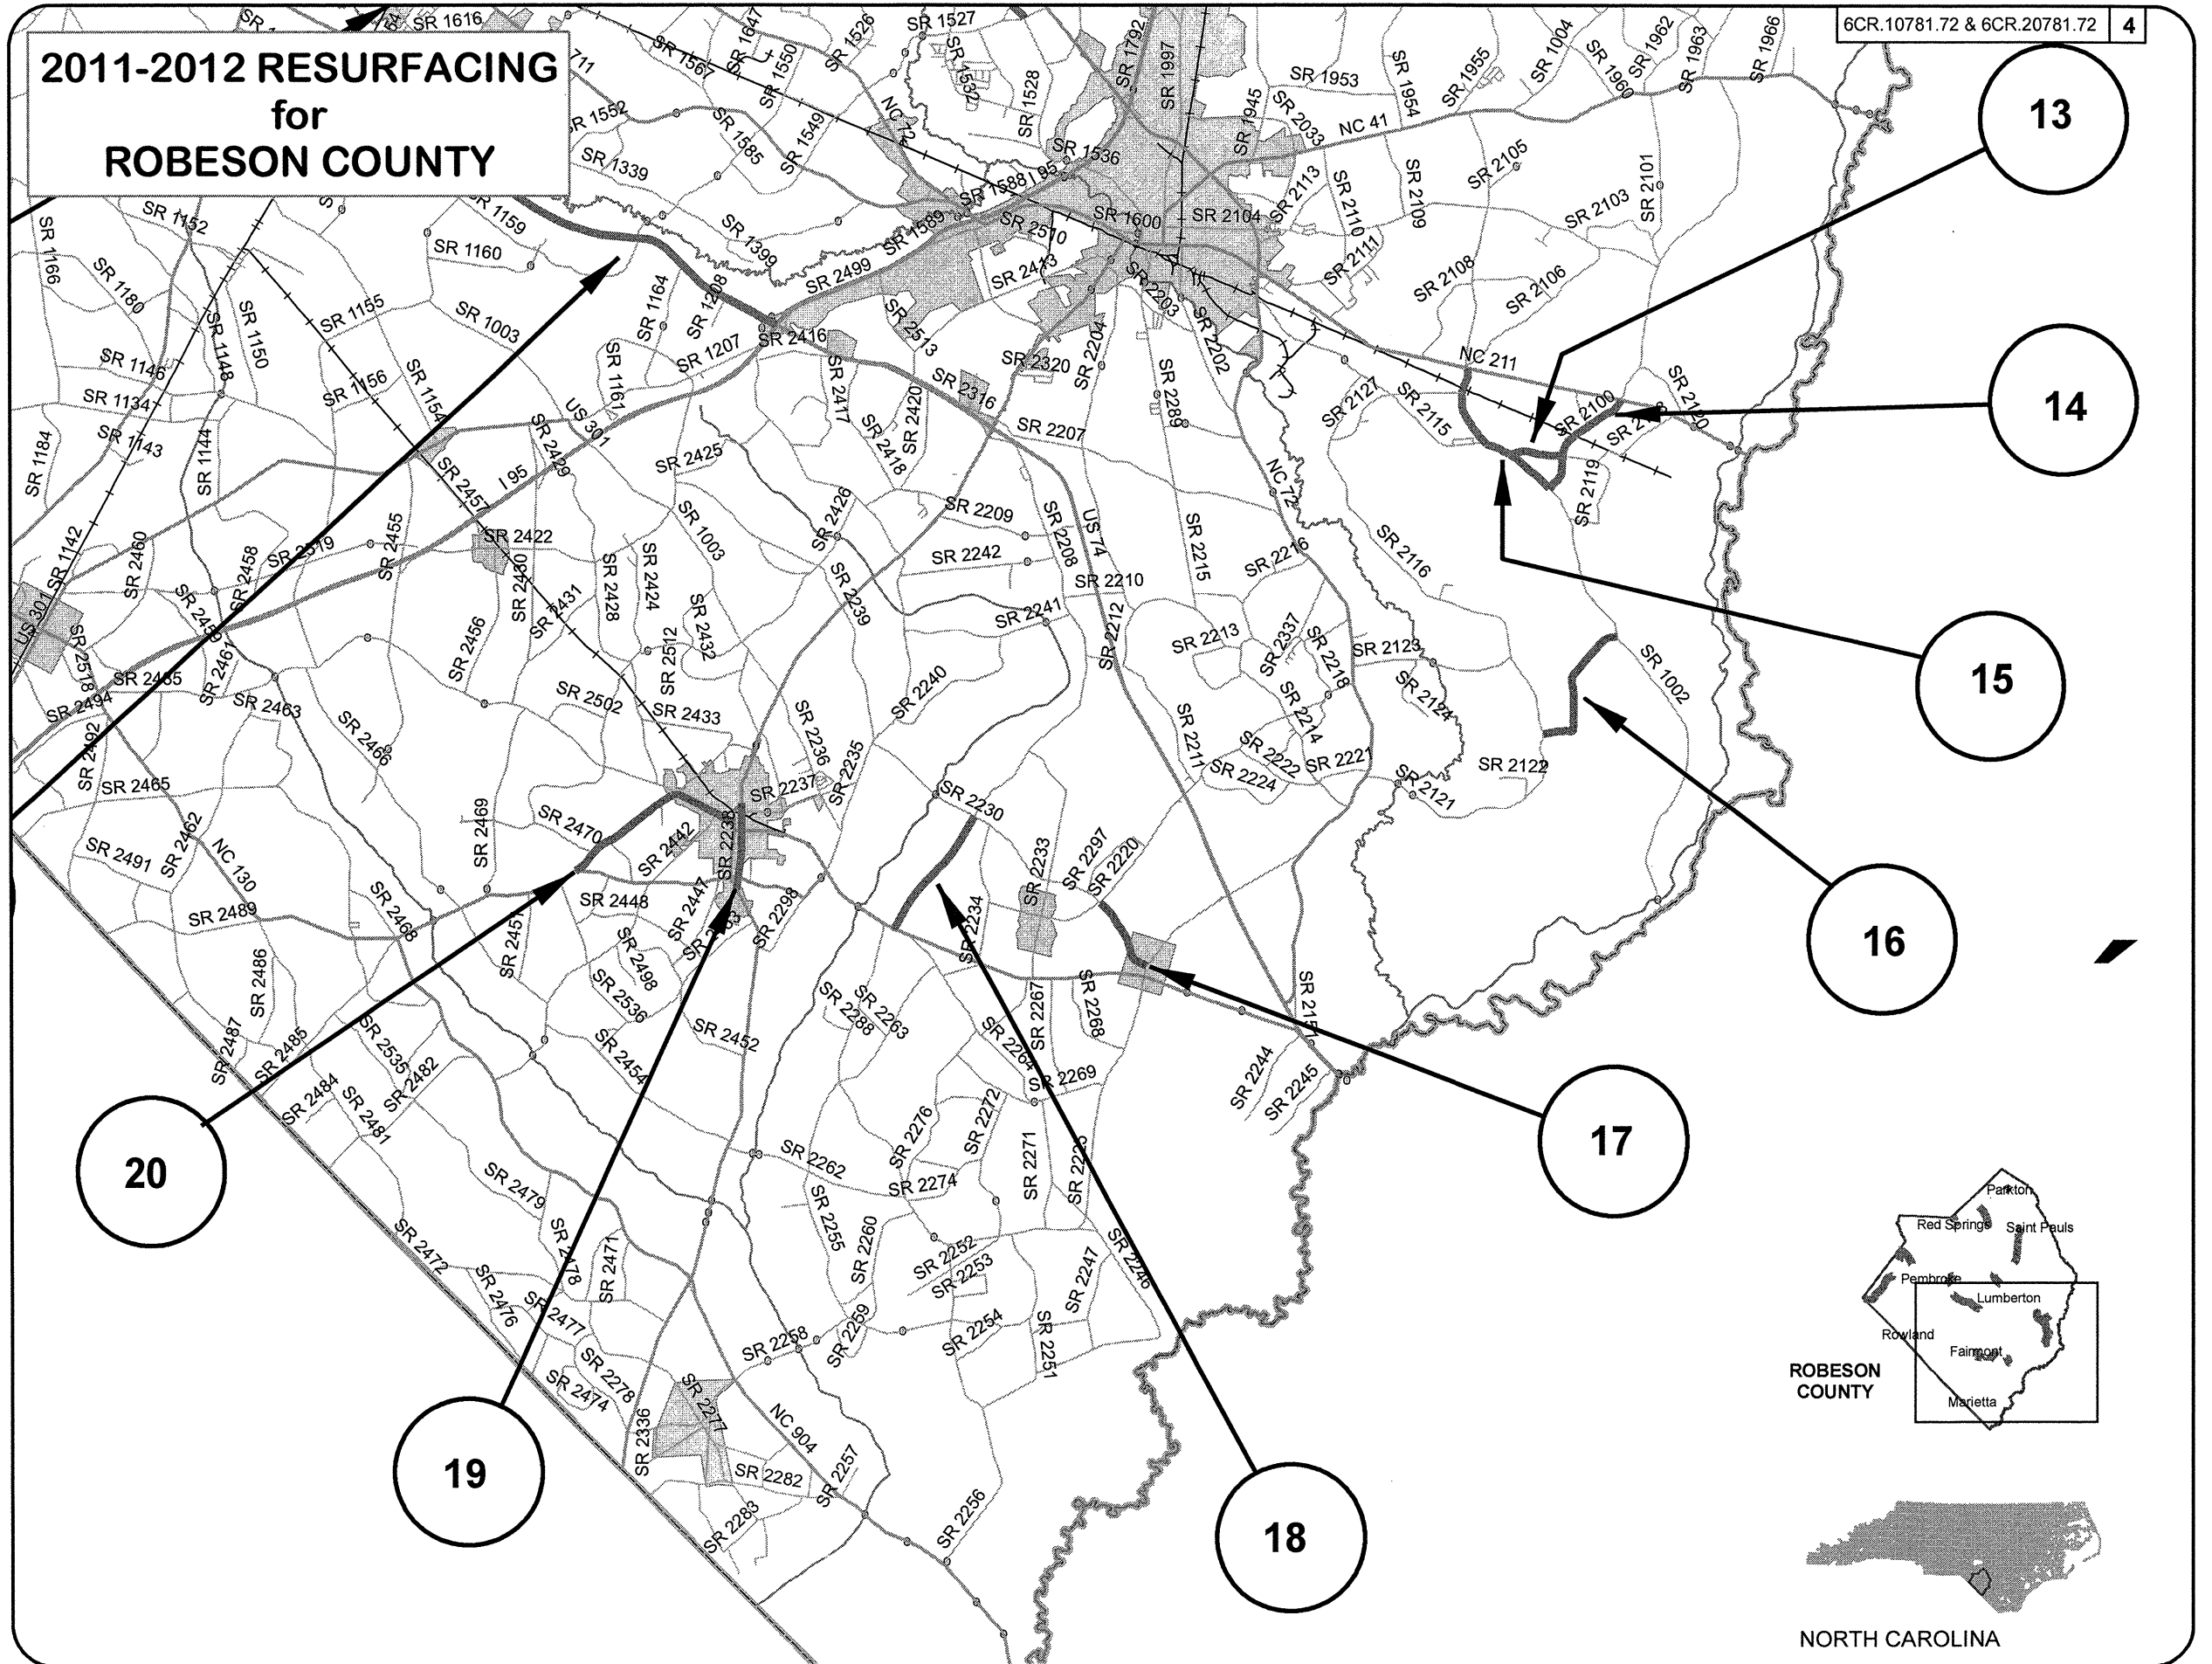 6CR.10781.72 & 6CR.20781.72 4
2011-2012 RESURFACING
for
ROBESON COUNTY
SR 1616
SR 1567
SR 1647
SR 1550
SR 1526
SR 1527
SR 1532
SR 1528
SR 1792
SR 1997
SR 1953
SR 1954
SR 1955
SR 1004
SR 1960
SR 1962
SR 1963
SR 1966
SR 1552
SR 1585
SR 1549
NC 72
SR 1536
SR 1945
SR 2033
NC 41
13
SR 1339
SR 1588
I 95
SR 2113
SR 2110
SR 2109
SR 2105
SR 2101
SR 2103
SR 1152
SR 1159
SR 1160
SR 1399
SR 1589
SR 2510
SR 1600
SR 2104
SR 2111
SR 1166
SR 1180
SR 1150
SR 1148
SR 1155
SR 1003
SR 1164
SR 1208
SR 2499
SR 2413
SR 2203
SR 2108
SR 2106
SR 1146
SR 1134
SR 1143
SR 1156
SR 1154
SR 1161
SR 1207
SR 2416
SR 2513
SR 2320
SR 2204
SR 2202
NC 211
SR 1184
SR 1144
US 301
SR 2417
SR 2418
SR 2420
SR 2316
SR 2207
SR 2289
SR 2127
SR 2115
SR 2100
SR 2120
14
SR 2429
SR 2425
I 95
SR 2457
SR 2119
NC 72
SR 1142
SR 2460
SR 2458
SR 2519
SR 2455
SR 2422
SR 1003
SR 2426
SR 2209
SR 2208
US 74
SR 2215
SR 2216
SR 2116
SR 2242
SR 2210
US 301
SR 2518
SR 2459
SR 2461
SR 2456
SR 2430
SR 2431
SR 2428
SR 2424
SR 2512
SR 2432
SR 2239
SR 2241
SR 2212
SR 2213
SR 2337
SR 2218
SR 2123
SR 2124
SR 1002
15
SR 2465
SR 2494
SR 2492
SR 2463
SR 2466
SR 2502
SR 2433
SR 2236
SR 2235
SR 2240
SR 2211
SR 2214
SR 2222
SR 2224
SR 2221
SR 2121
SR 2122
SR 2465
SR 2469
SR 2470
SR 2442
SR 2238
SR 2237
SR 2230
SR 2233
SR 2297
SR 2220
SR 2491
SR 2462
NC 130
SR 2489
SR 2468
SR 2448
SR 2447
SR 2298
SR 2234
16
SR 2486
SR 2487
SR 2485
SR 2535
SR 2482
SR 2484
SR 2481
SR 2451
SR 2498
SR 2536
SR 2454
SR 2452
SR 2288
SR 2263
SR 2264
SR 2267
SR 2268
SR 2269
SR 2244
SR 2245
17
20
SR 2479
SR 2472
SR 2471
SR 2476
SR 2477
SR 2278
SR 2474
SR 2336
SR 2277
SR 2282
SR 2283
SR 2262
SR 2276
SR 2272
SR 2274
SR 2271
SR 2255
SR 2260
SR 2252
SR 2253
SR 2247
SR 2246
SR 2258
SR 2259
SR 2254
SR 2251
NC 904
SR 2257
SR 2256
19
18
Parkton
Red Springs
Saint Pauls
Pembroke
Lumberton
Rowland
Fairmont
Marietta
ROBESON
COUNTY
NORTH CAROLINA